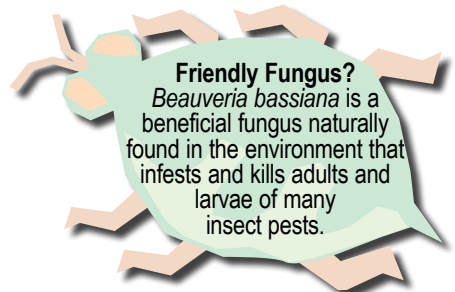 Friendly Fungus?
Beauveria bassiana is a
beneficial fungus naturally
found in the environment that
infests and kills adults and
larvae of many
insect pests.